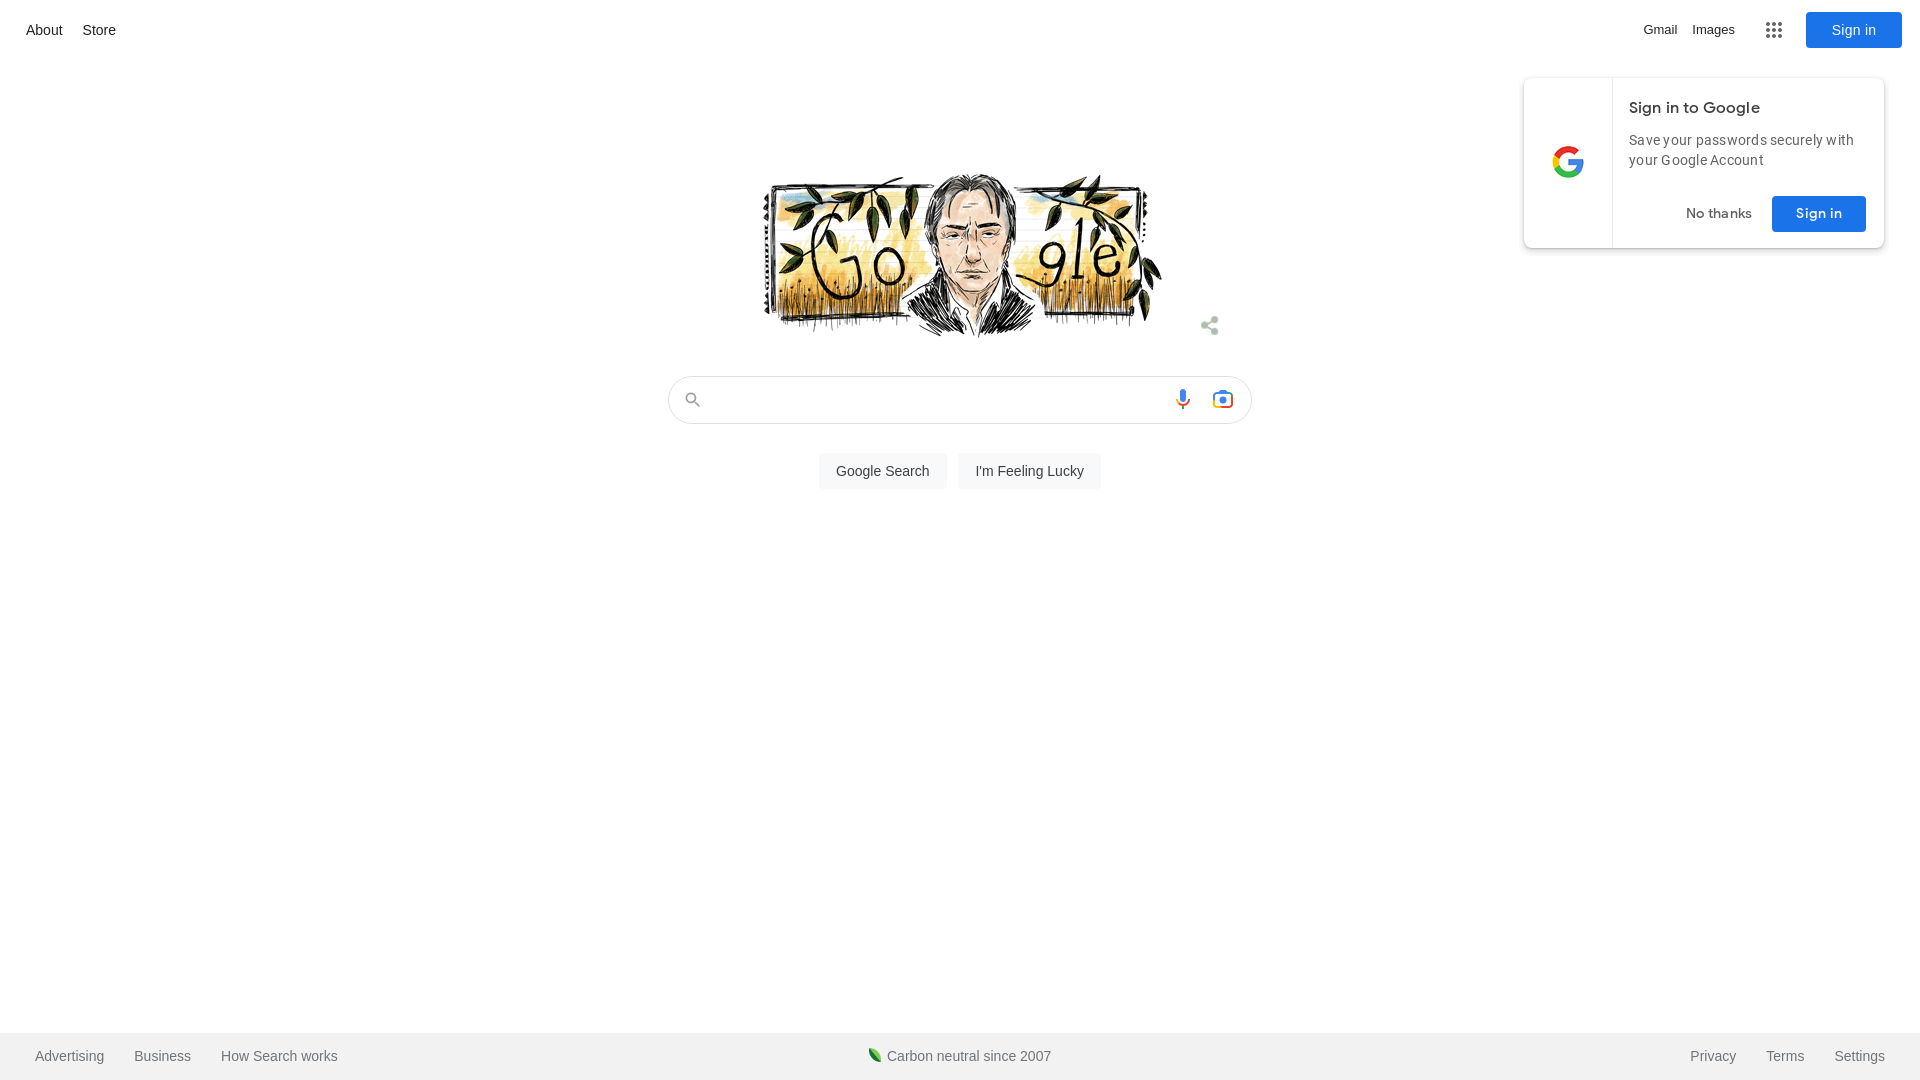 About
Store
Gmail
Images
Sign in
Sign in to Google
Save your passwords securely with
your Google Account
No thanks
Sign in
Go gle
Google Search
I'm Feeling Lucky
Advertising
Business
How Search works
Carbon neutral since 2007
Privacy
Terms
Settings